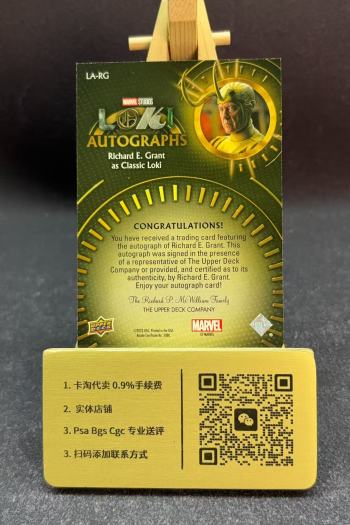 LA-RG
MARVEL STUDIOS
LOKI
AUTOGRAPHS
Richard E. Grant
as Classic Loki
CONGRATULATIONS!
You have received a trading card featuring
the autograph of Richard E. Grant. This
autograph was signed in the presence
of a representative of The Upper Deck
Company or provided, and certified as to its
authenticity, by Richard E. Grant.
Enjoy your autograph card!
The Richard P. McWilliam Family
THE UPPER DECK COMPANY
UPPER DECK
MARVEL
1. 卡淘代卖 0.9%手续费
2. 实体店铺
3. Psa Bgs Cgc 专业送评
3. 扫码添加联系方式